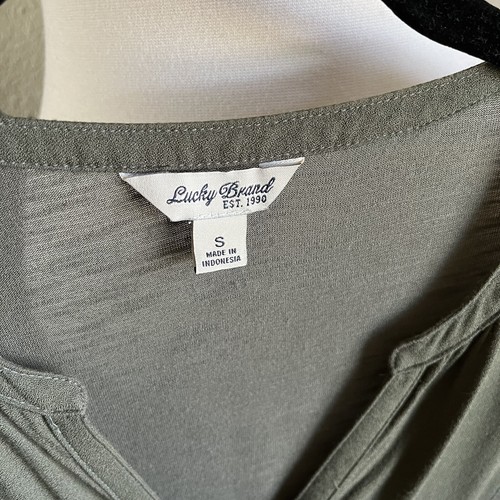 Lucky Brand
EST. 1990
S
MADE IN
INDONESIA